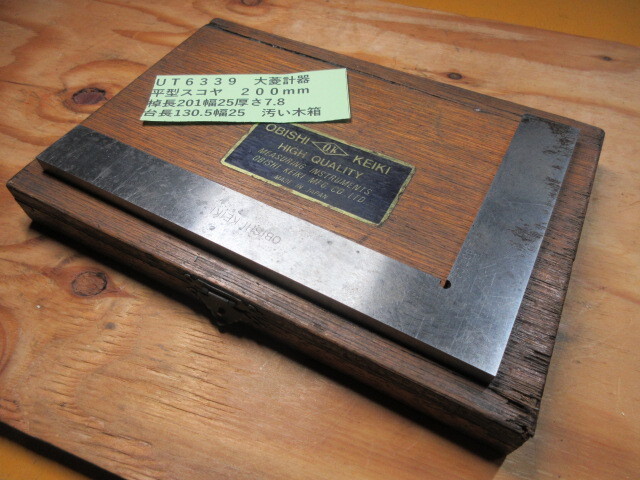 UT6339 大菱計器
平型スコヤ 200mm
棹長201幅25厚さ7.8
台長130.5幅25 汚い木箱
OBISHI OK KEIKI
HIGH QUALITY
MEASURING INSTRUMENTS
OBISHI KEIKI MFG. CO. LTD.
MADE IN JAPAN
OBISHI KEIKI